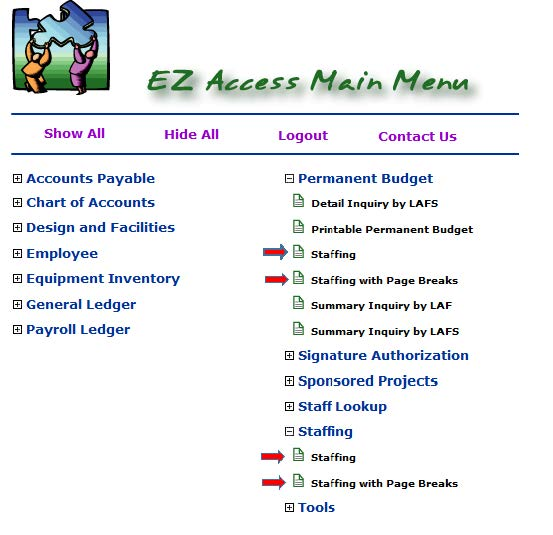 EZ Access Main Menu
Show All Hide All Logout Contact Us
Accounts Payable
Chart of Accounts
Design and Facilities
Employee
Equipment Inventory
General Ledger
Payroll Ledger
Permanent Budget
Detail Inquiry by LAFS
Printable Permanent Budget
Staffing
Staffing with Page Breaks
Summary Inquiry by LAF
Summary Inquiry by LAFS
Signature Authorization
Sponsored Projects
Staff Lookup
Staffing
Staffing
Staffing with Page Breaks
Tools